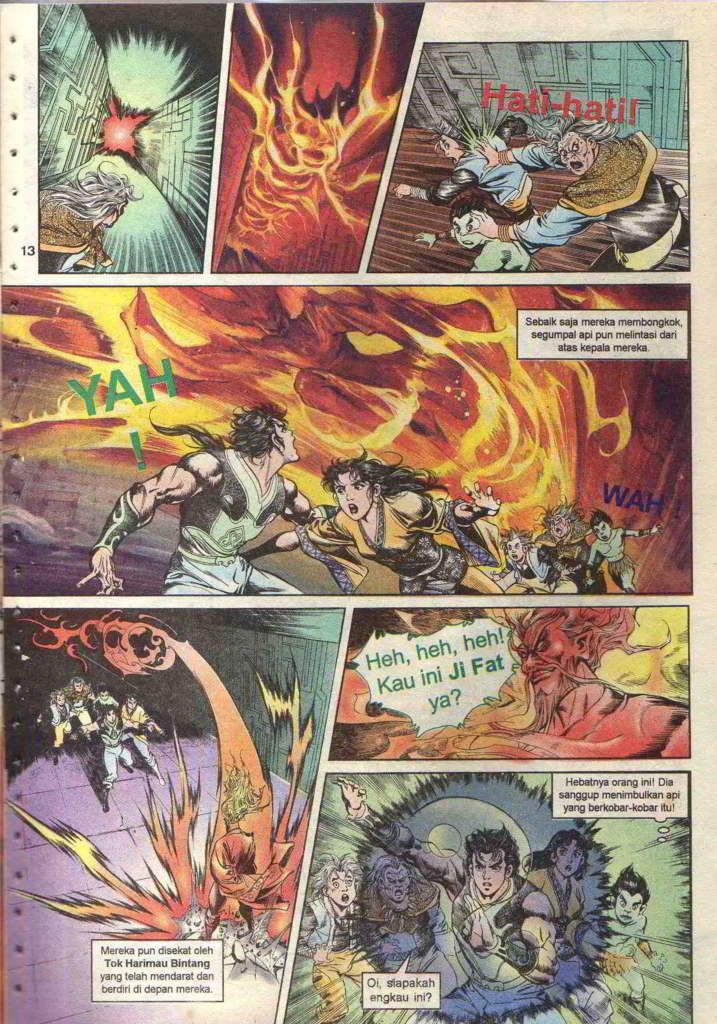 Hati-hati!
13
Sebaik saja mereka membongkok,
segumpal api pun melintasi dari
atas kepala mereka.
YAH
!
WAH !
Heh, heh, heh!
Kau ini Ji Fat
ya?
Mereka pun disekat oleh
Tok Harimau Bintang
yang telah mendarat dan
berdiri di depan mereka.
Hebatnya orang ini! Dia
sanggup menimbulkan api
yang berkobar-kobar itu!
Oi, siapakah
engkau ini?